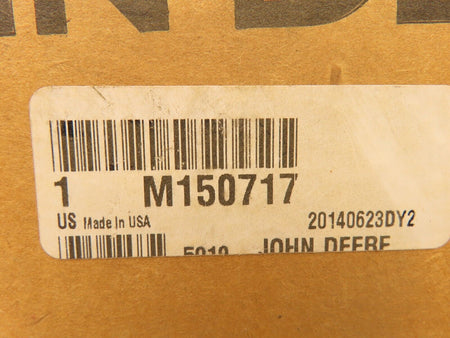 1 M150717
US Made In USA 20140623DY2
5010 JOHN DEERE